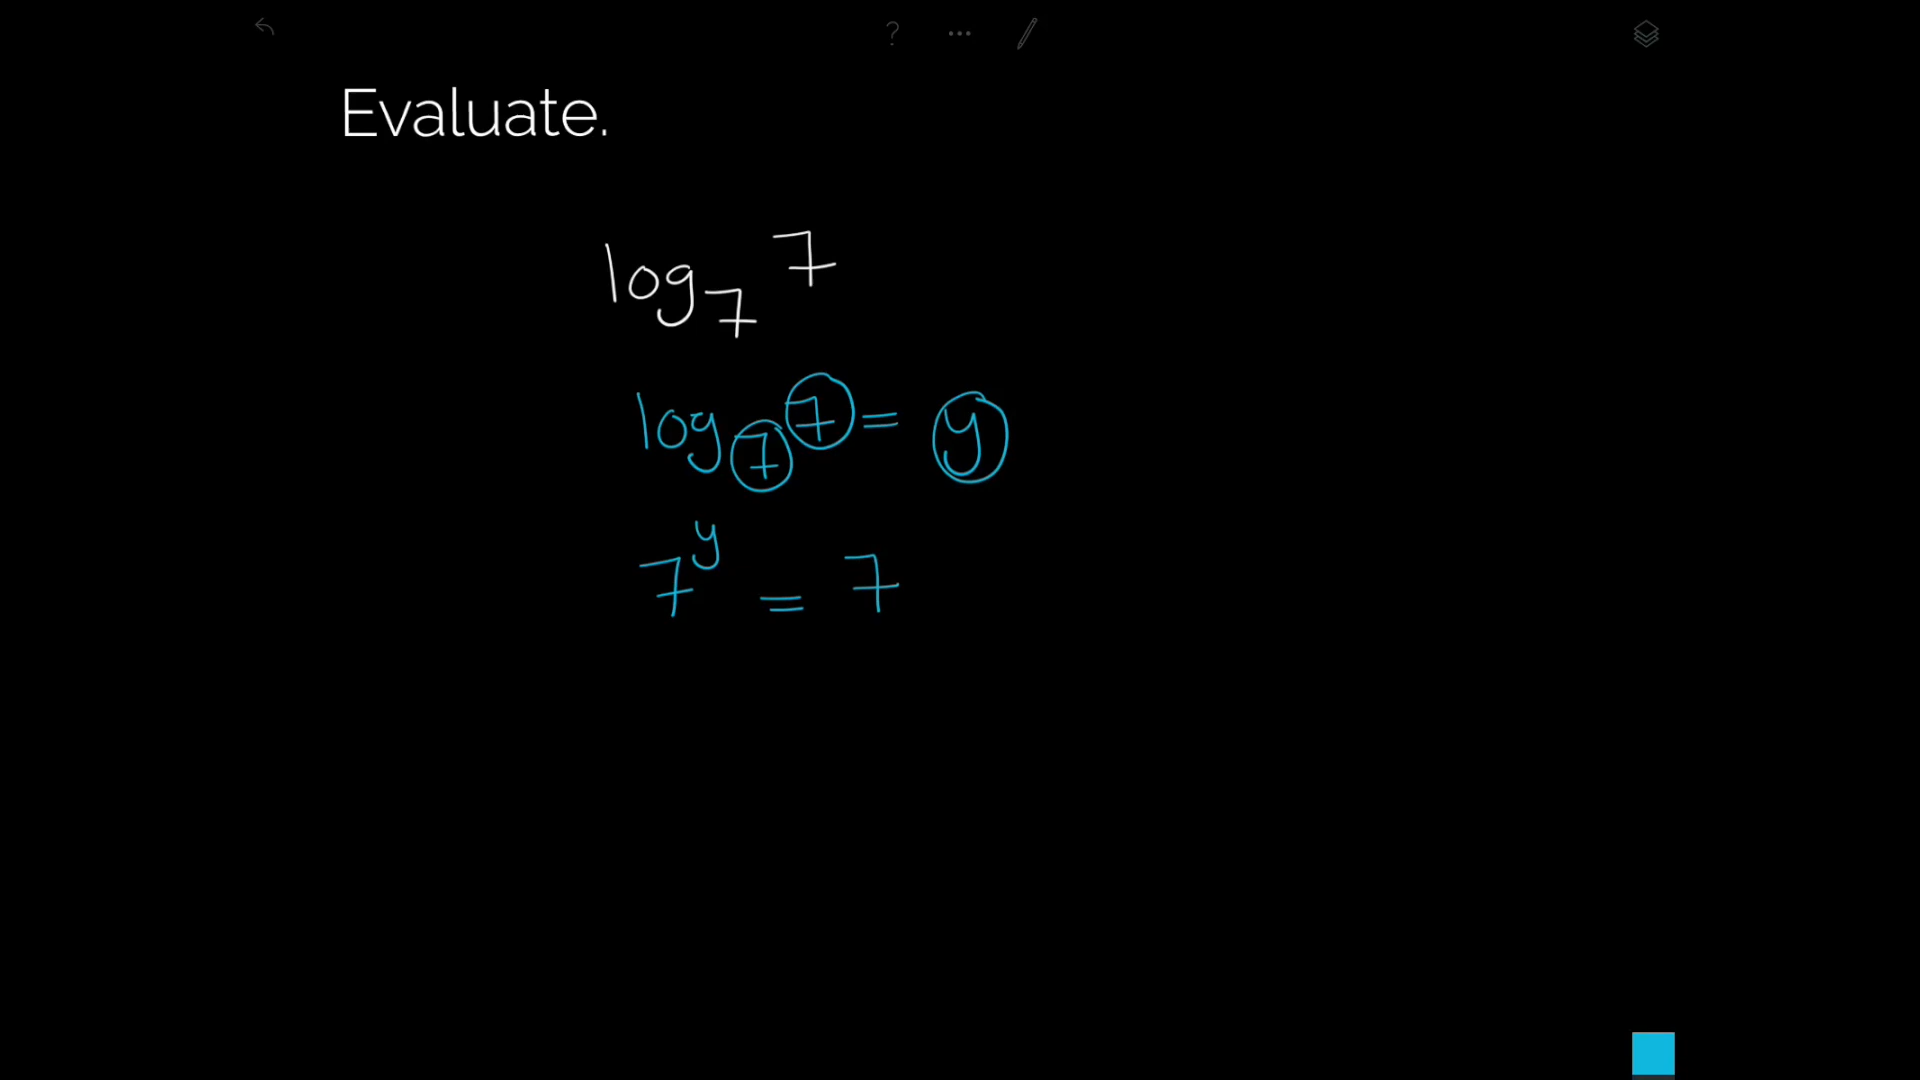 Evaluate.
log₇ 7
log₇ 7 = y
7ʸ = 7